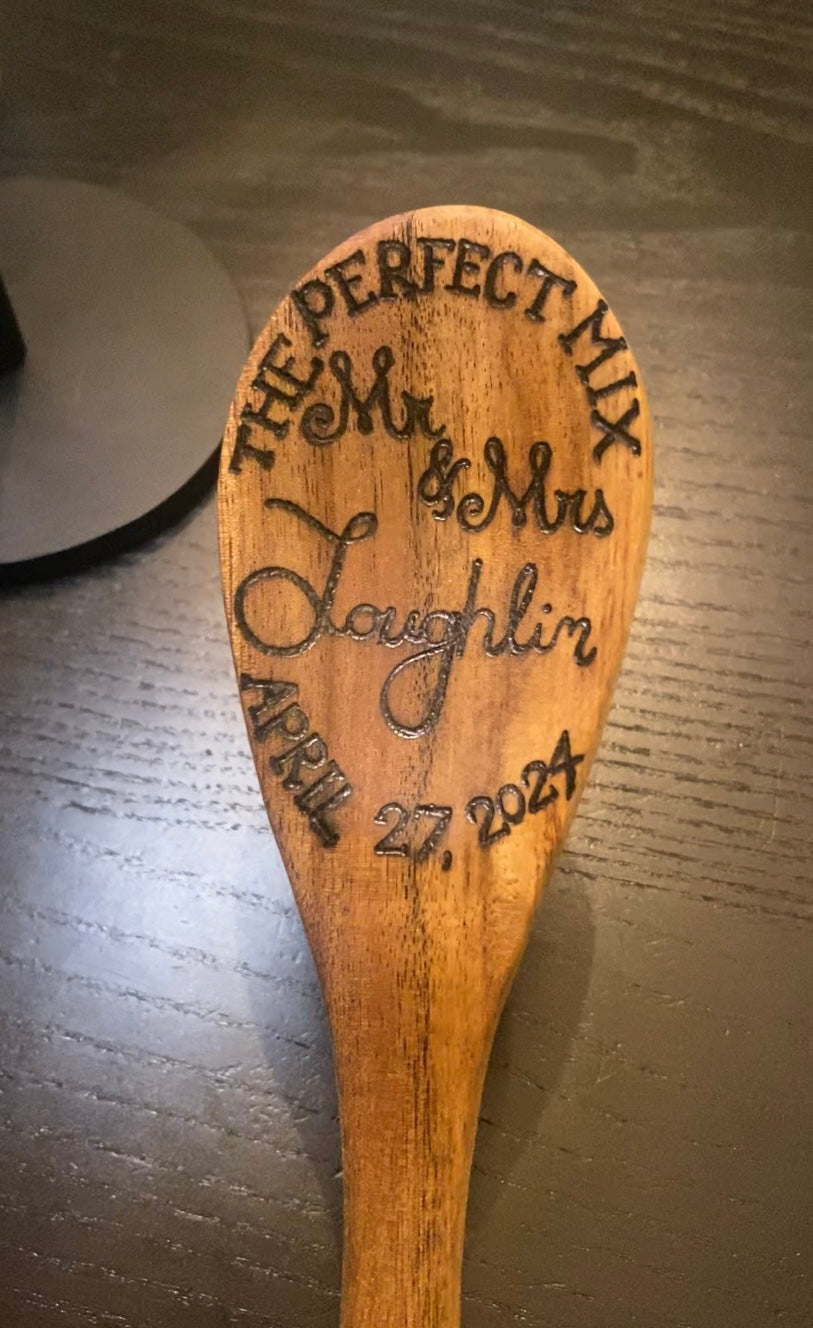 THE PERFECT MIX
Mr
& Mrs
Loughlin
APRIL 27, 2024